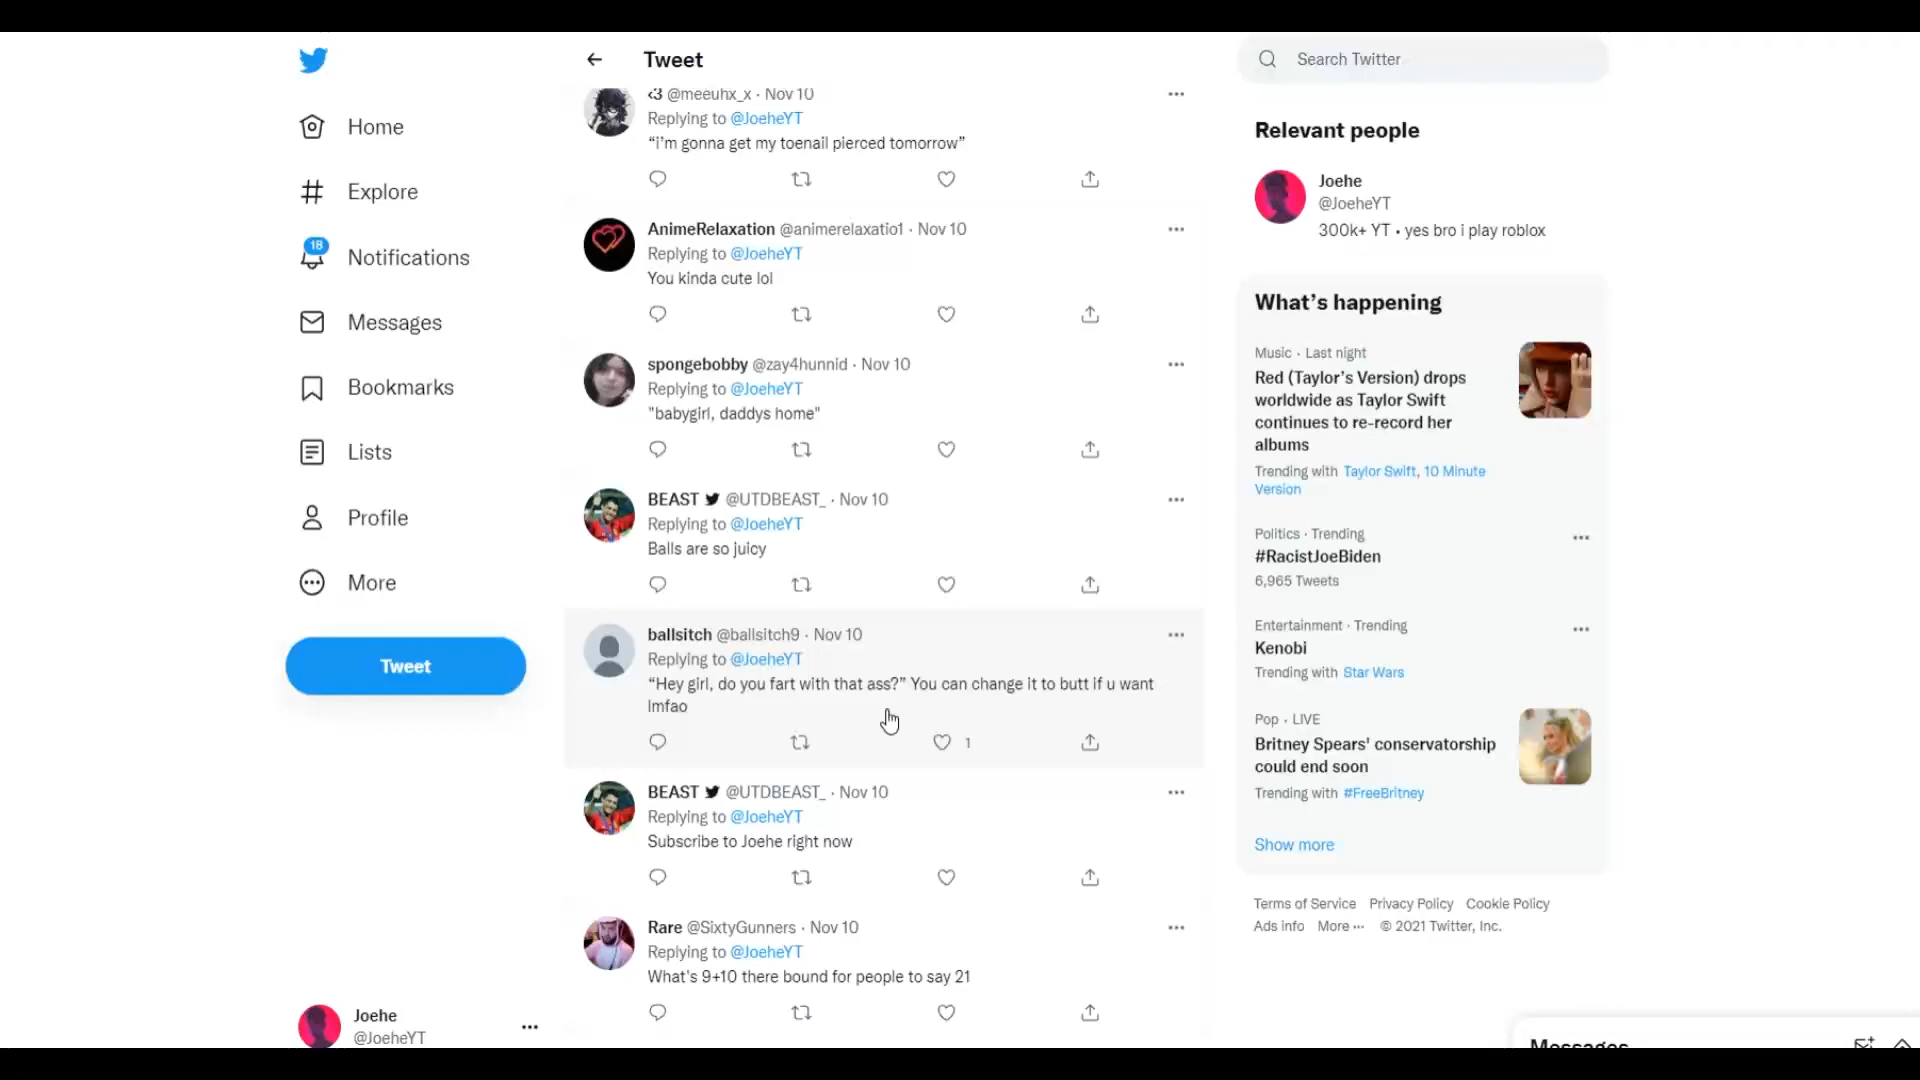 Home
Explore
18
Notifications
Messages
Bookmarks
Lists
Profile
More
Tweet
Joehe
@JoeheYT
Tweet
<3 @meeuhx_x · Nov 10
Replying to @JoeheYT
“i’m gonna get my toenail pierced tomorrow”
AnimeRelaxation @animerelaxatio1 · Nov 10
Replying to @JoeheYT
You kinda cute lol
spongebobby @zay4hunnid · Nov 10
Replying to @JoeheYT
"babygirl, daddys home"
BEAST @UTDBEAST_ · Nov 10
Replying to @JoeheYT
Balls are so juicy
ballsitch @ballsitch9 · Nov 10
Replying to @JoeheYT
“Hey girl, do you fart with that ass?” You can change it to butt if u want
lmfao
1
BEAST @UTDBEAST_ · Nov 10
Replying to @JoeheYT
Subscribe to Joehe right now
Rare @SixtyGunners · Nov 10
Replying to @JoeheYT
What's 9+10 there bound for people to say 21
Search Twitter
Relevant people
Joehe
@JoeheYT
300k+ YT • yes bro i play roblox
What’s happening
Music · Last night
Red (Taylor’s Version) drops
worldwide as Taylor Swift
continues to re-record her
albums
Trending with Taylor Swift, 10 Minute
Version
Politics · Trending
#RacistJoeBiden
6,965 Tweets
Entertainment · Trending
Kenobi
Trending with Star Wars
Pop · LIVE
Britney Spears' conservatorship
could end soon
Trending with #FreeBritney
Show more
Terms of Service Privacy Policy Cookie Policy
Ads info More ··· © 2021 Twitter, Inc.
Messages